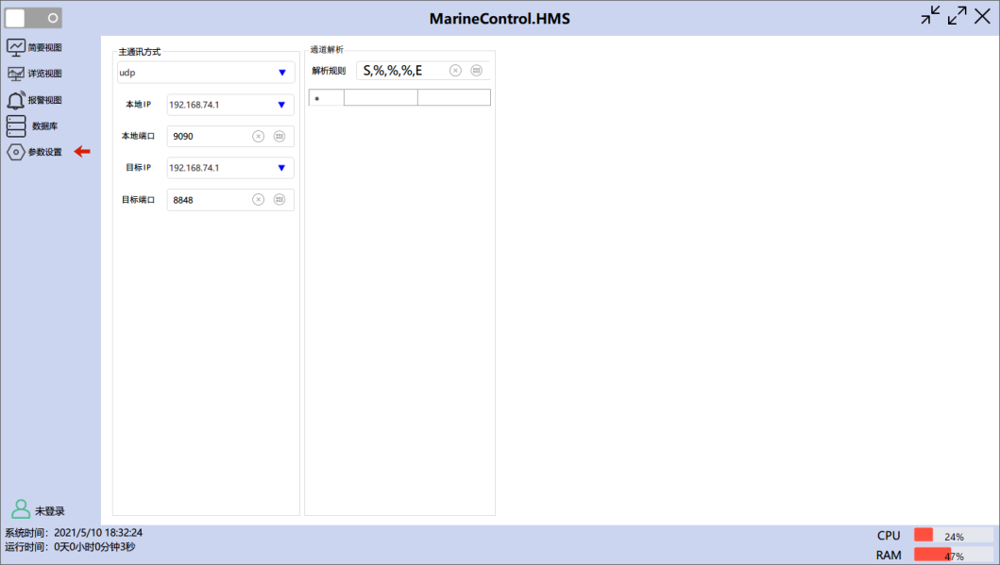 MarineControl.HMS
简要视图
详览视图
报警视图
数据库
参数设置
主通讯方式
udp
本地IP 192.168.74.1
本地端口 9090
目标IP 192.168.74.1
目标端口 8848
通道解析
解析规则 S,%,%,%,E
*
未登录
系统时间: 2021/5/10 18:32:24
运行时间: 0天0小时0分钟3秒
CPU 24%
RAM 47%